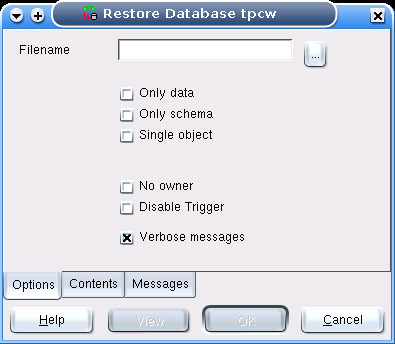 Restore Database tpcw
Filename
...
Only data
Only schema
Single object
No owner
Disable Trigger
Verbose messages
Options Contents Messages
Help View OK Cancel